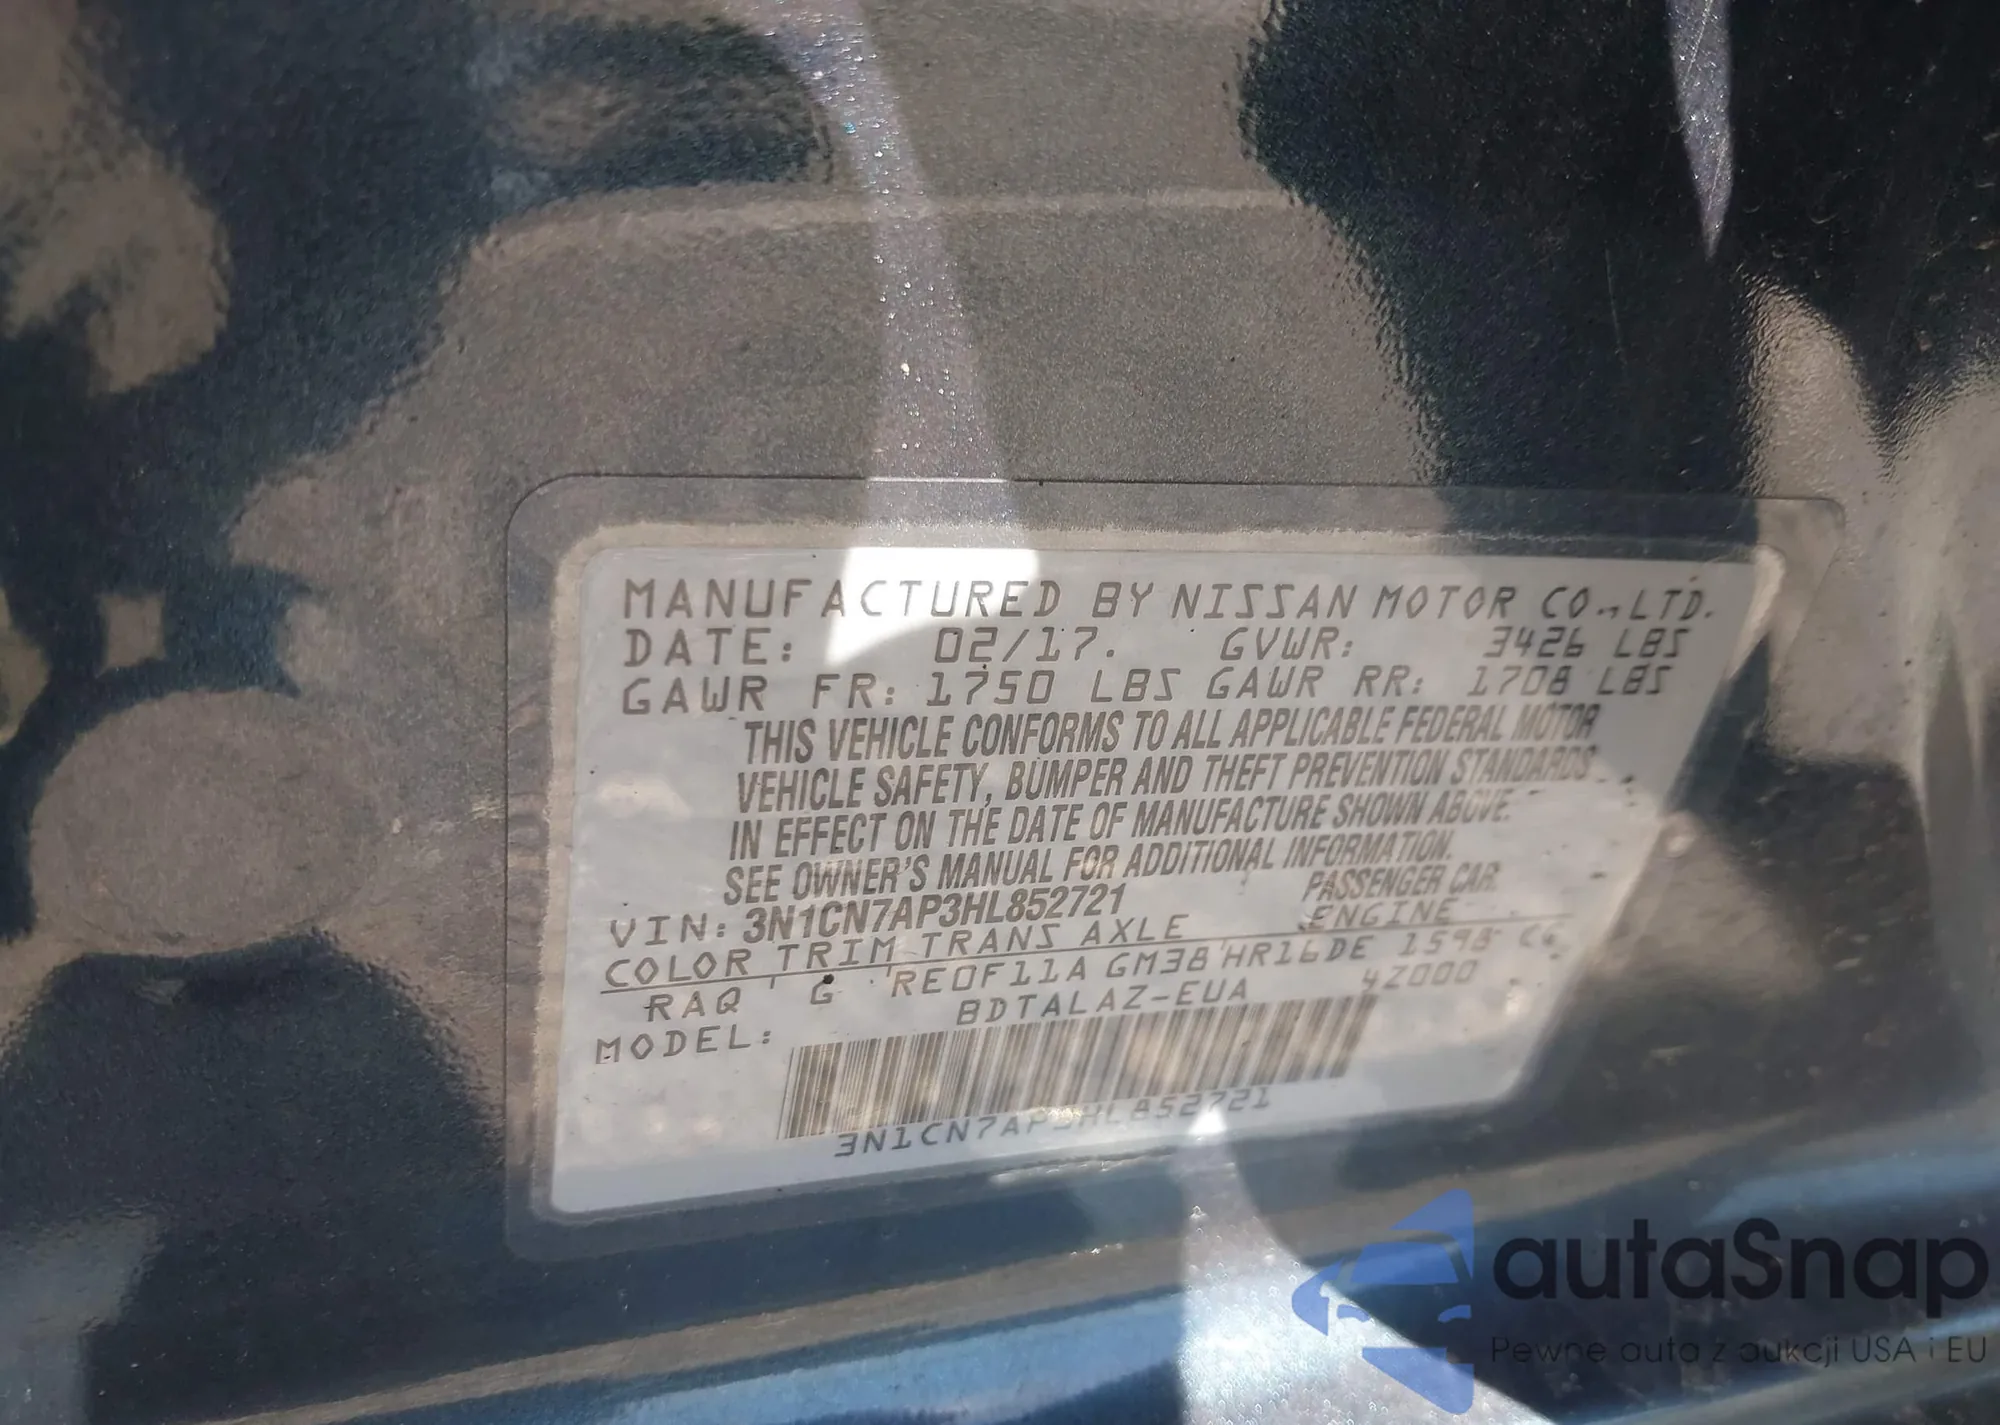 MANUFACTURED BY NISSAN MOTOR CO., LTD.
DATE: 02/17. GVWR: 3426 LBS
GAWR FR: 1750 LBS GAWR RR: 1708 LBS
THIS VEHICLE CONFORMS TO ALL APPLICABLE FEDERAL MOTOR
VEHICLE SAFETY, BUMPER AND THEFT PREVENTION STANDARDS
IN EFFECT ON THE DATE OF MANUFACTURE SHOWN ABOVE.
SEE OWNER'S MANUAL FOR ADDITIONAL INFORMATION.
VIN: 3N1CN7AP3HL852721 PASSENGER CAR
COLOR TRIM TRANS AXLE ENGINE
RAQ G RE0F11A GM38 HR16DE 1598 CC
MODEL: BDTALAZ-EUA 4Z000
3N1CN7AP3HL852721
autaSnap
Pewne auta z aukcji USA i EU